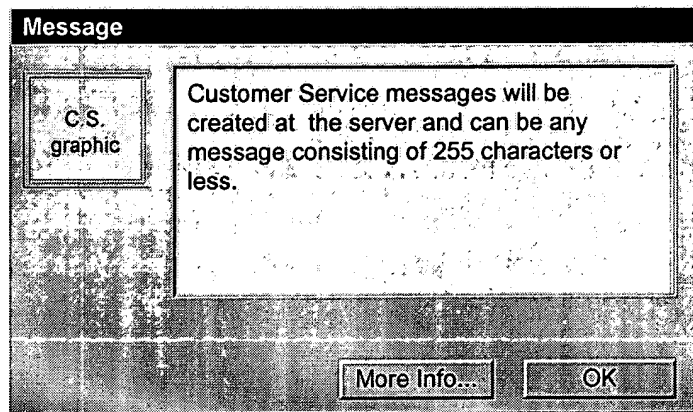 Message
C.S.
graphic
Customer Service messages will be
created at the server and can be any
message consisting of 255 characters or
less.
More Info...
OK